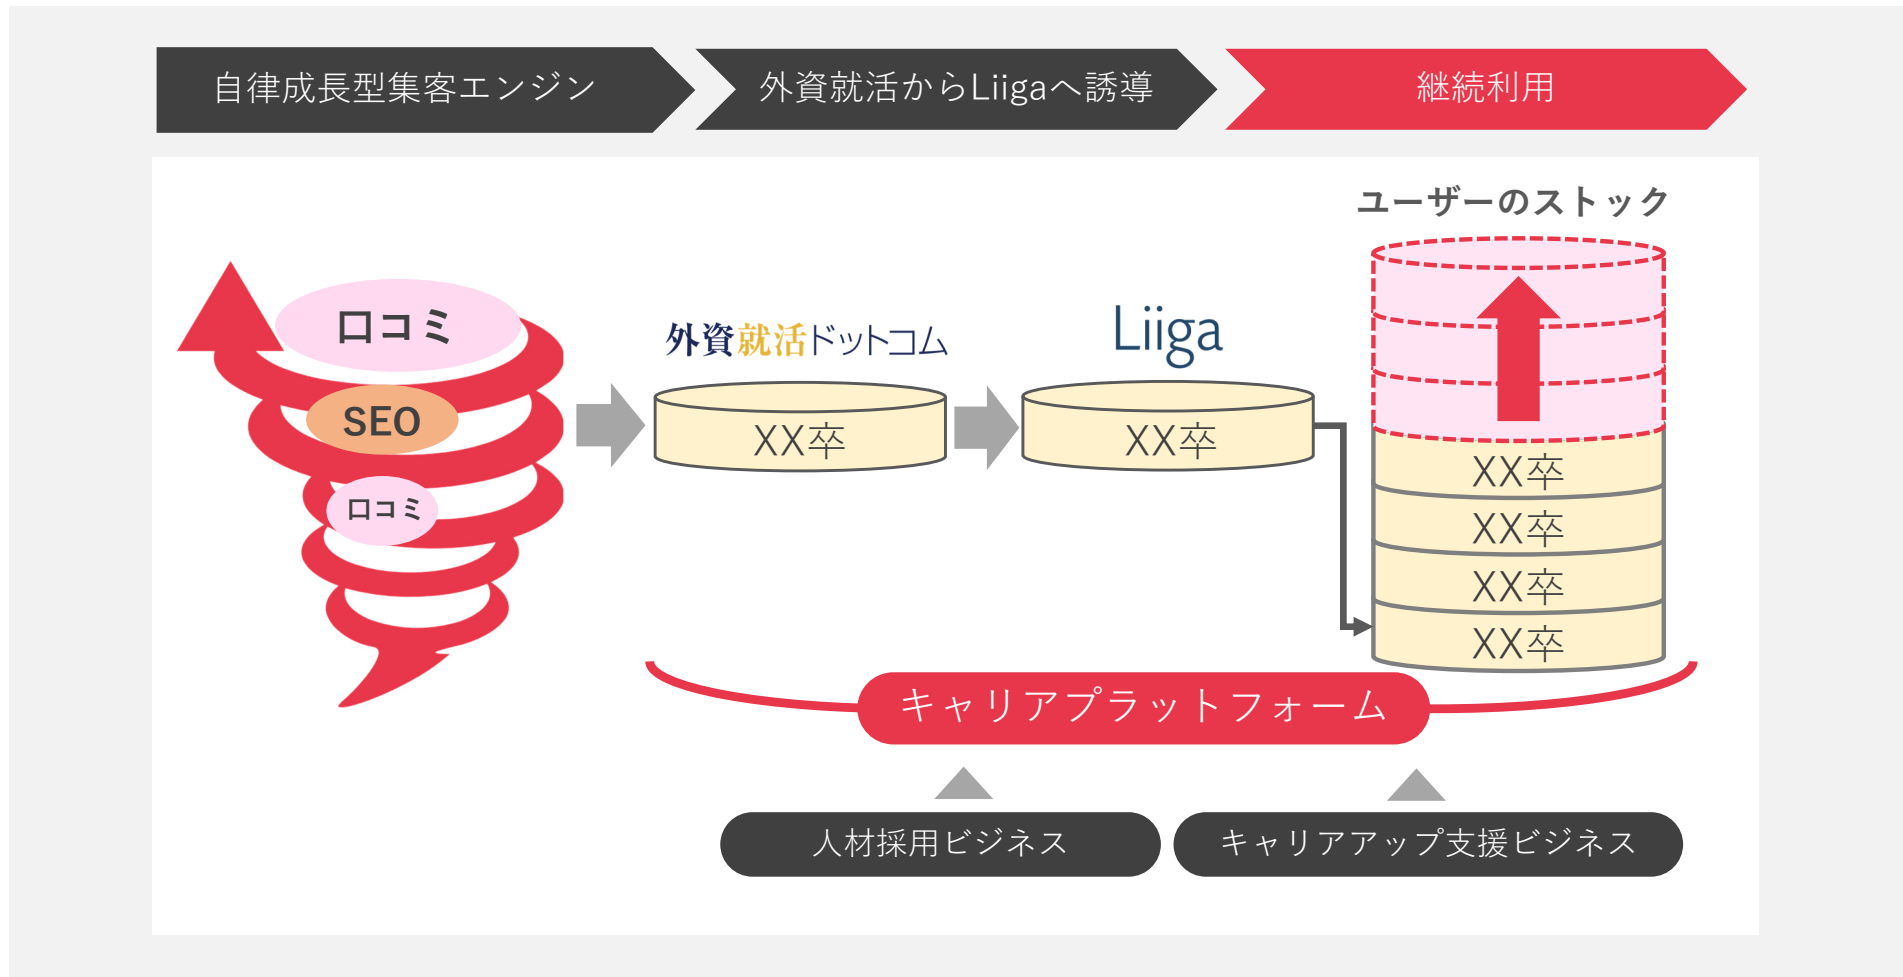 自律成長型集客エンジン
外資就活からLiigaへ誘導
継続利用
ユーザーのストック
口コミ
SEO
口コミ
外資就活ドットコム
XX卒
Liiga
XX卒
XX卒
XX卒
XX卒
XX卒
キャリアプラットフォーム
人材採用ビジネス
キャリアアップ支援ビジネス